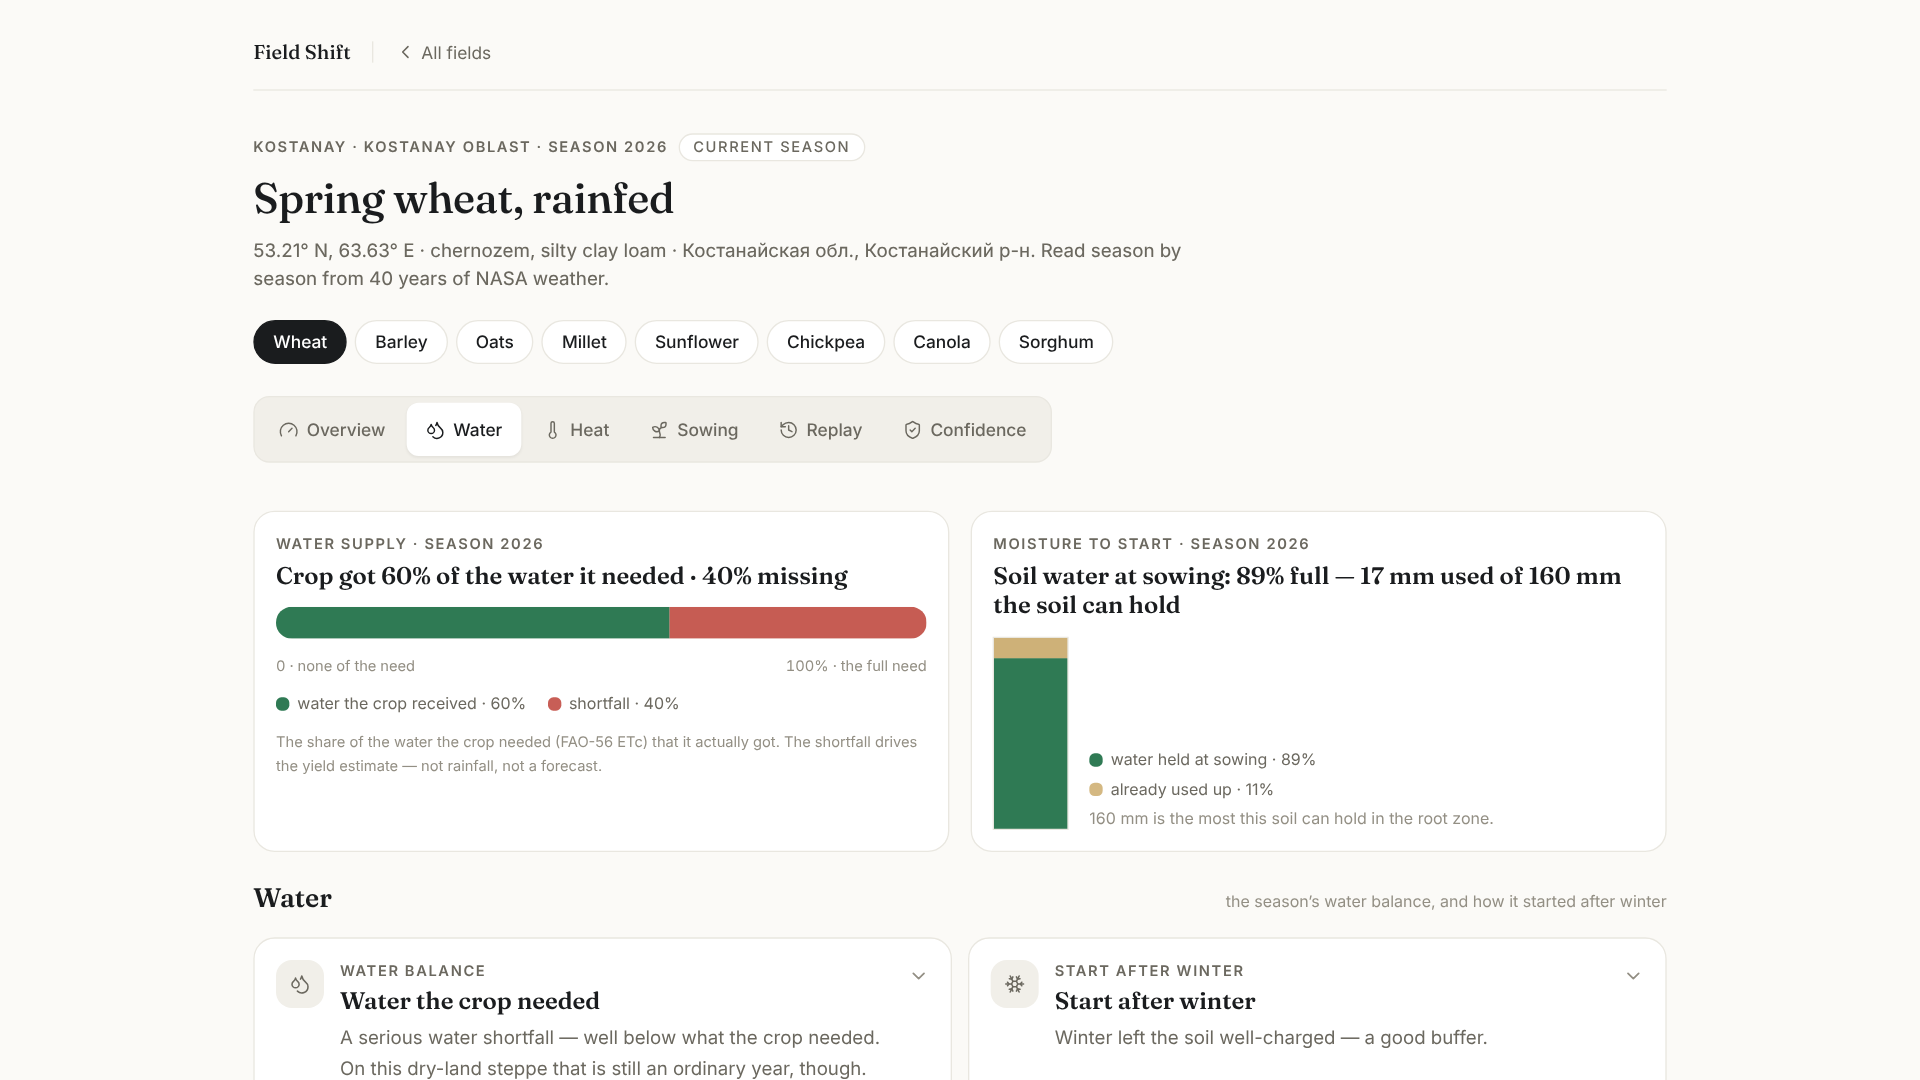 Field Shift
All fields
KOSTANAY · KOSTANAY OBLAST · SEASON 2026
CURRENT SEASON
Spring wheat, rainfed
53.21° N, 63.63° E · chernozem, silty clay loam · Костанайская обл., Костанайский р-н. Read season by
season from 40 years of NASA weather.
Wheat
Barley
Oats
Millet
Sunflower
Chickpea
Canola
Sorghum
Overview
Water
Heat
Sowing
Replay
Confidence
WATER SUPPLY · SEASON 2026
Crop got 60% of the water it needed · 40% missing
0 · none of the need
100% · the full need
water the crop received · 60%
shortfall · 40%
The share of the water the crop needed (FAO-56 ETc) that it actually got. The shortfall drives
the yield estimate — not rainfall, not a forecast.
MOISTURE TO START · SEASON 2026
Soil water at sowing: 89% full — 17 mm used of 160 mm
the soil can hold
water held at sowing · 89%
already used up · 11%
160 mm is the most this soil can hold in the root zone.
Water
the season’s water balance, and how it started after winter
WATER BALANCE
Water the crop needed
A serious water shortfall — well below what the crop needed.
On this dry-land steppe that is still an ordinary year, though.
START AFTER WINTER
Start after winter
Winter left the soil well-charged — a good buffer.